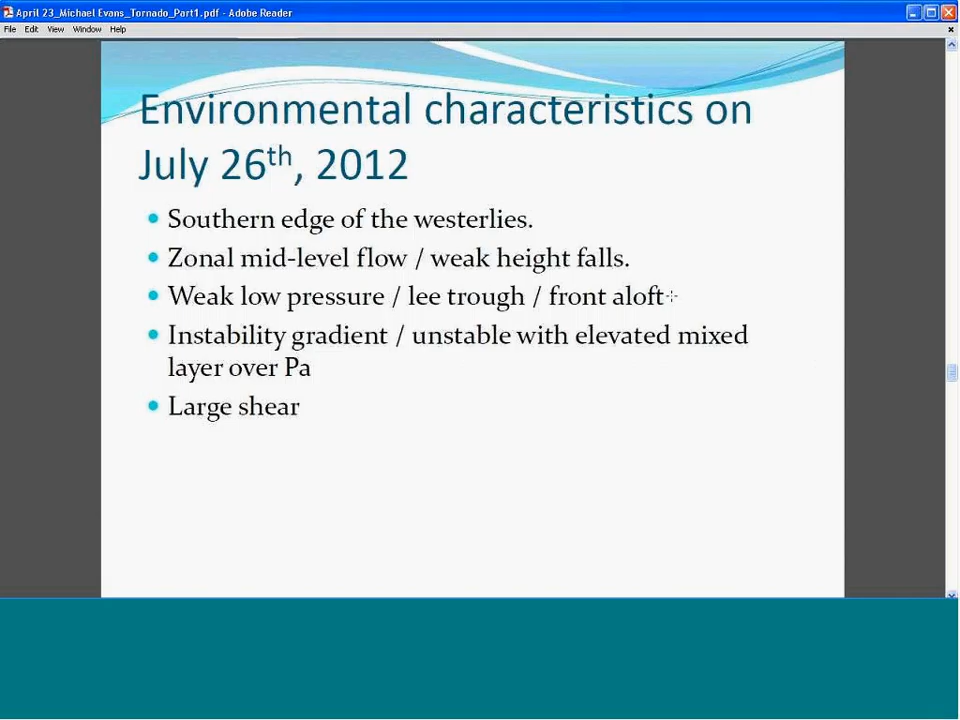 April 23_Michael Evans_Tornado_Part1.pdf - Adobe Reader
File Edit View Window Help
Environmental characteristics on
July 26th, 2012
• Southern edge of the westerlies.
• Zonal mid-level flow / weak height falls.
• Weak low pressure / lee trough / front aloft
• Instability gradient / unstable with elevated mixed
layer over Pa
• Large shear